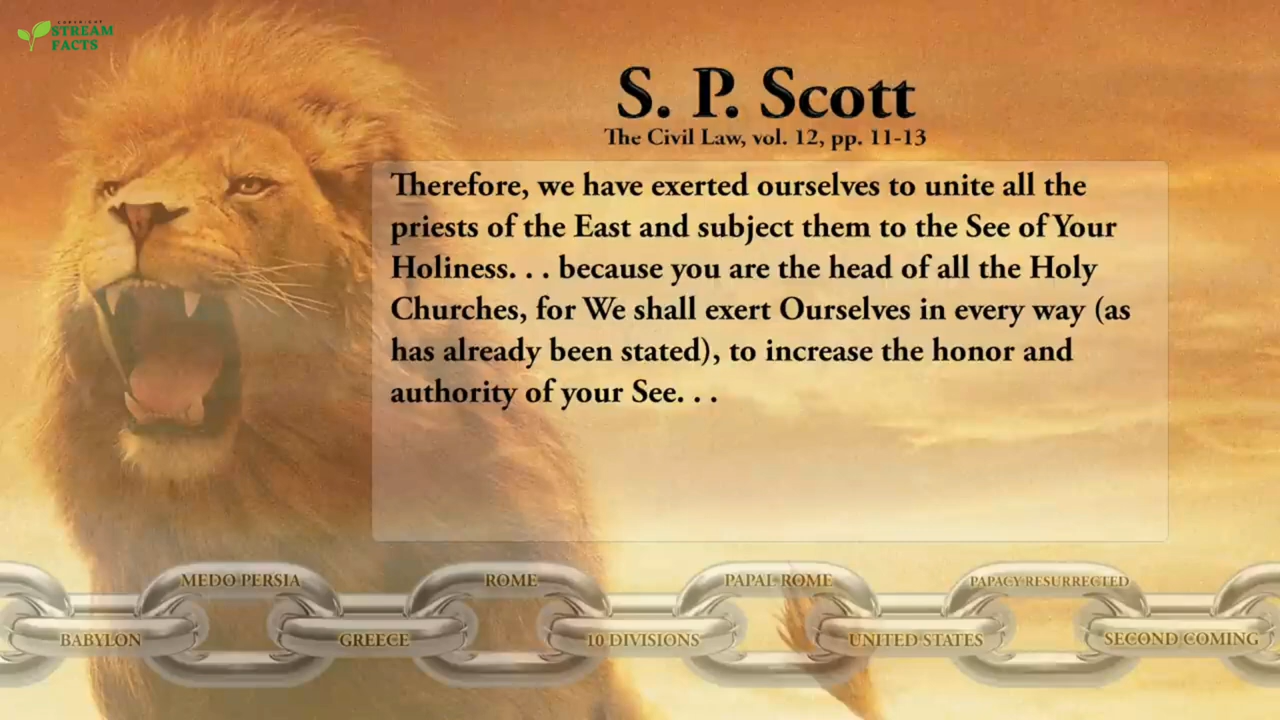 COPYRIGHT
STREAM
FACTS
S. P. Scott
The Civil Law, vol. 12, pp. 11-13
Therefore, we have exerted ourselves to unite all the
priests of the East and subject them to the See of Your
Holiness. . . because you are the head of all the Holy
Churches, for We shall exert Ourselves in every way (as
has already been stated), to increase the honor and
authority of your See. . .
MEDO PERSIA
ROME
PAPAL ROME
PAPACY RESURRECTED
BABYLON
GREECE
10 DIVISIONS
UNITED STATES
SECOND COMING